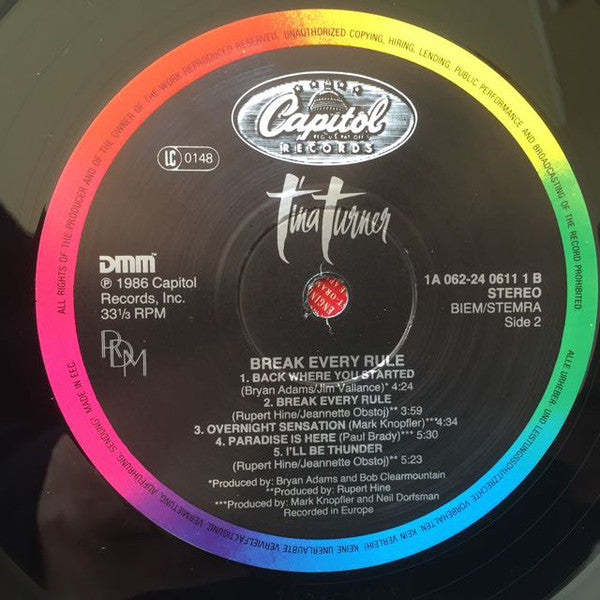 ALL RIGHTS OF THE PRODUCER AND OF THE OWNER OF THE WORK REPRODUCED RESERVED. UNAUTHORIZED COPYING, HIRING, LENDING, PUBLIC PERFORMANCE AND BROADCASTING OF THE RECORD PROHIBITED.
Capitol
REG. U.S. PAT. OFF.
RECORDS
LC 0148
Tina Turner
DMM
℗ 1986 Capitol
Records, Inc.
33⅓ RPM
1A 062-24 0611 1 B
STEREO
BIEM/STEMRA
Side 2
PRDM
BREAK EVERY RULE
1. BACK WHERE YOU STARTED
(Bryan Adams/Jim Valiance)* 4:24
2. BREAK EVERY RULE
(Rupert Hine/Jeannette Obstoj)** 3:59
3. OVERNIGHT SENSATION (Mark Knopfler)***4:34
4. PARADISE IS HERE (Paul Brady)*** 5:30
5. I'LL BE THUNDER
(Rupert Hine/Jeannette Obstoj)** 5:23
*Produced by: Bryan Adams and Bob Clearmountain
**Produced by: Rupert Hine
***Produced by: Mark Knopfler and Neil Dorfsman
Recorded in Europe
ALLE URHEBER- UND LEISTUNGSSCHUTZRECHTE VORBEHALTEN. KEIN VERLEIH! KEINE UNERLAUBTE VERVIELFÄLTIGUNG, VERMIETUNG, AUFFÜHRUNG, SENDUNG! MADE IN EEC.